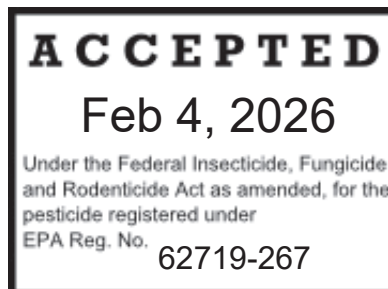 ACCEPTED
Feb 4, 2026
Under the Federal Insecticide, Fungicide
and Rodenticide Act as amended, for the
pesticide registered under
EPA Reg. No. 62719-267